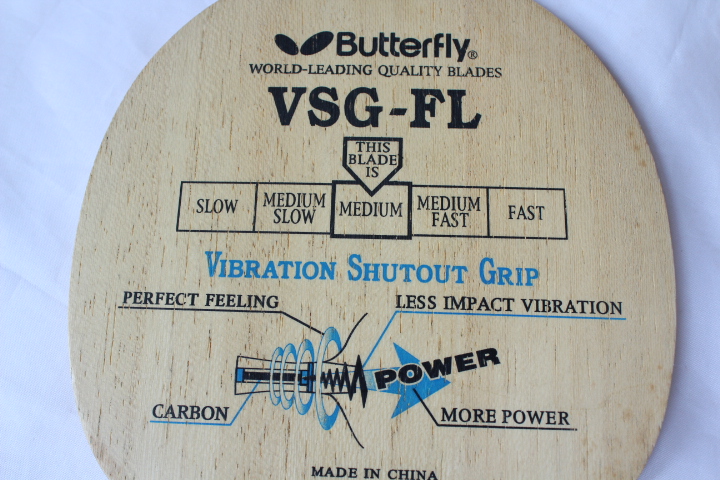 Butterfly®
WORLD-LEADING QUALITY BLADES
VSG-FL
THIS
BLADE
IS
SLOW
MEDIUM
SLOW
MEDIUM
MEDIUM
FAST
FAST
VIBRATION SHUTOUT GRIP
PERFECT FEELING
LESS IMPACT VIBRATION
POWER
CARBON
MORE POWER
MADE IN CHINA